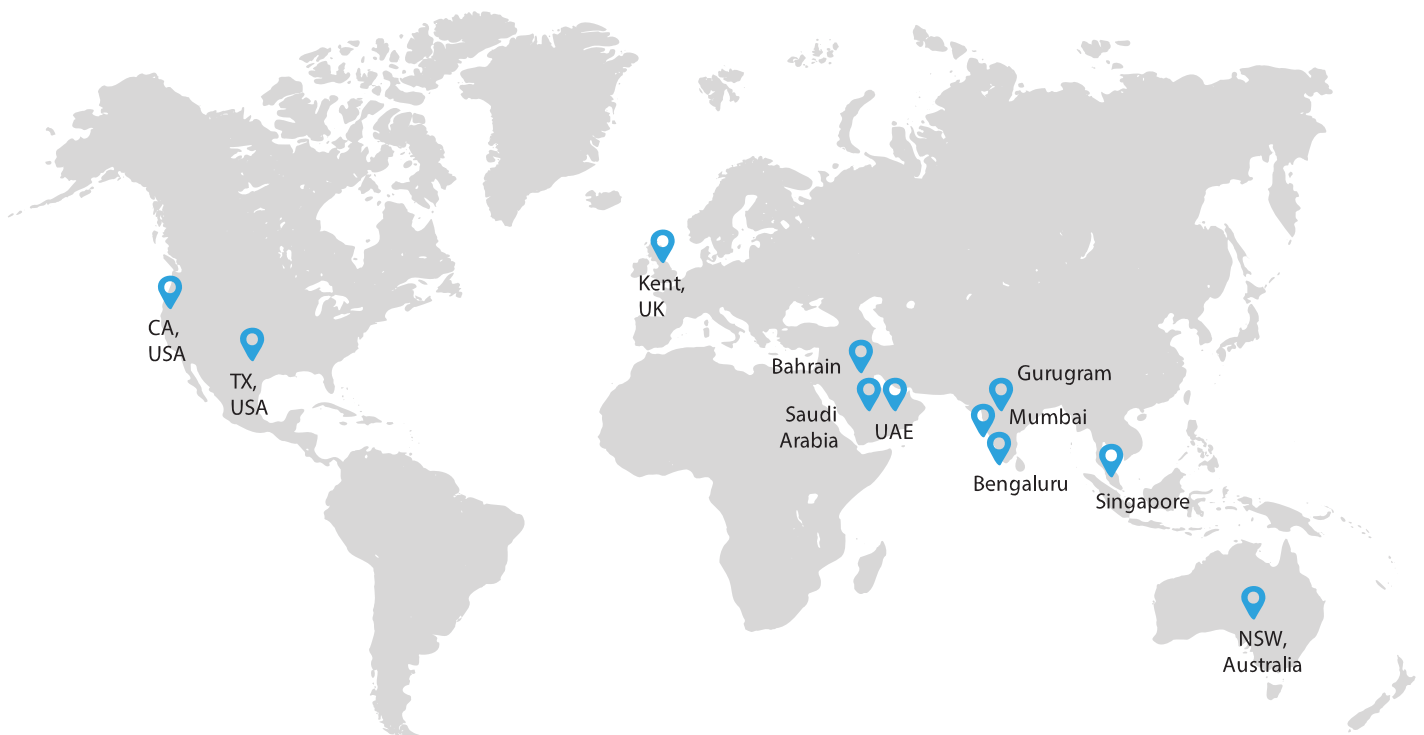 Kent,
UK
CA,
USA
TX,
USA
Bahrain
Saudi
Arabia
UAE
Gurugram
Mumbai
Bengaluru
Singapore
NSW,
Australia